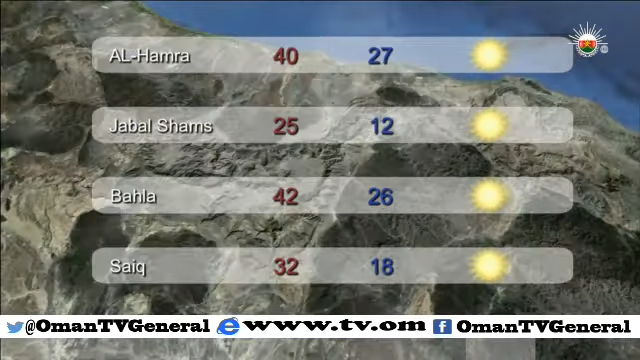 AL-Hamra 40 27
Jabal Shams 25 12
Bahla 42 26
Saiq 32 18
@OmanTVGeneral www.tv.om OmanTVGeneral